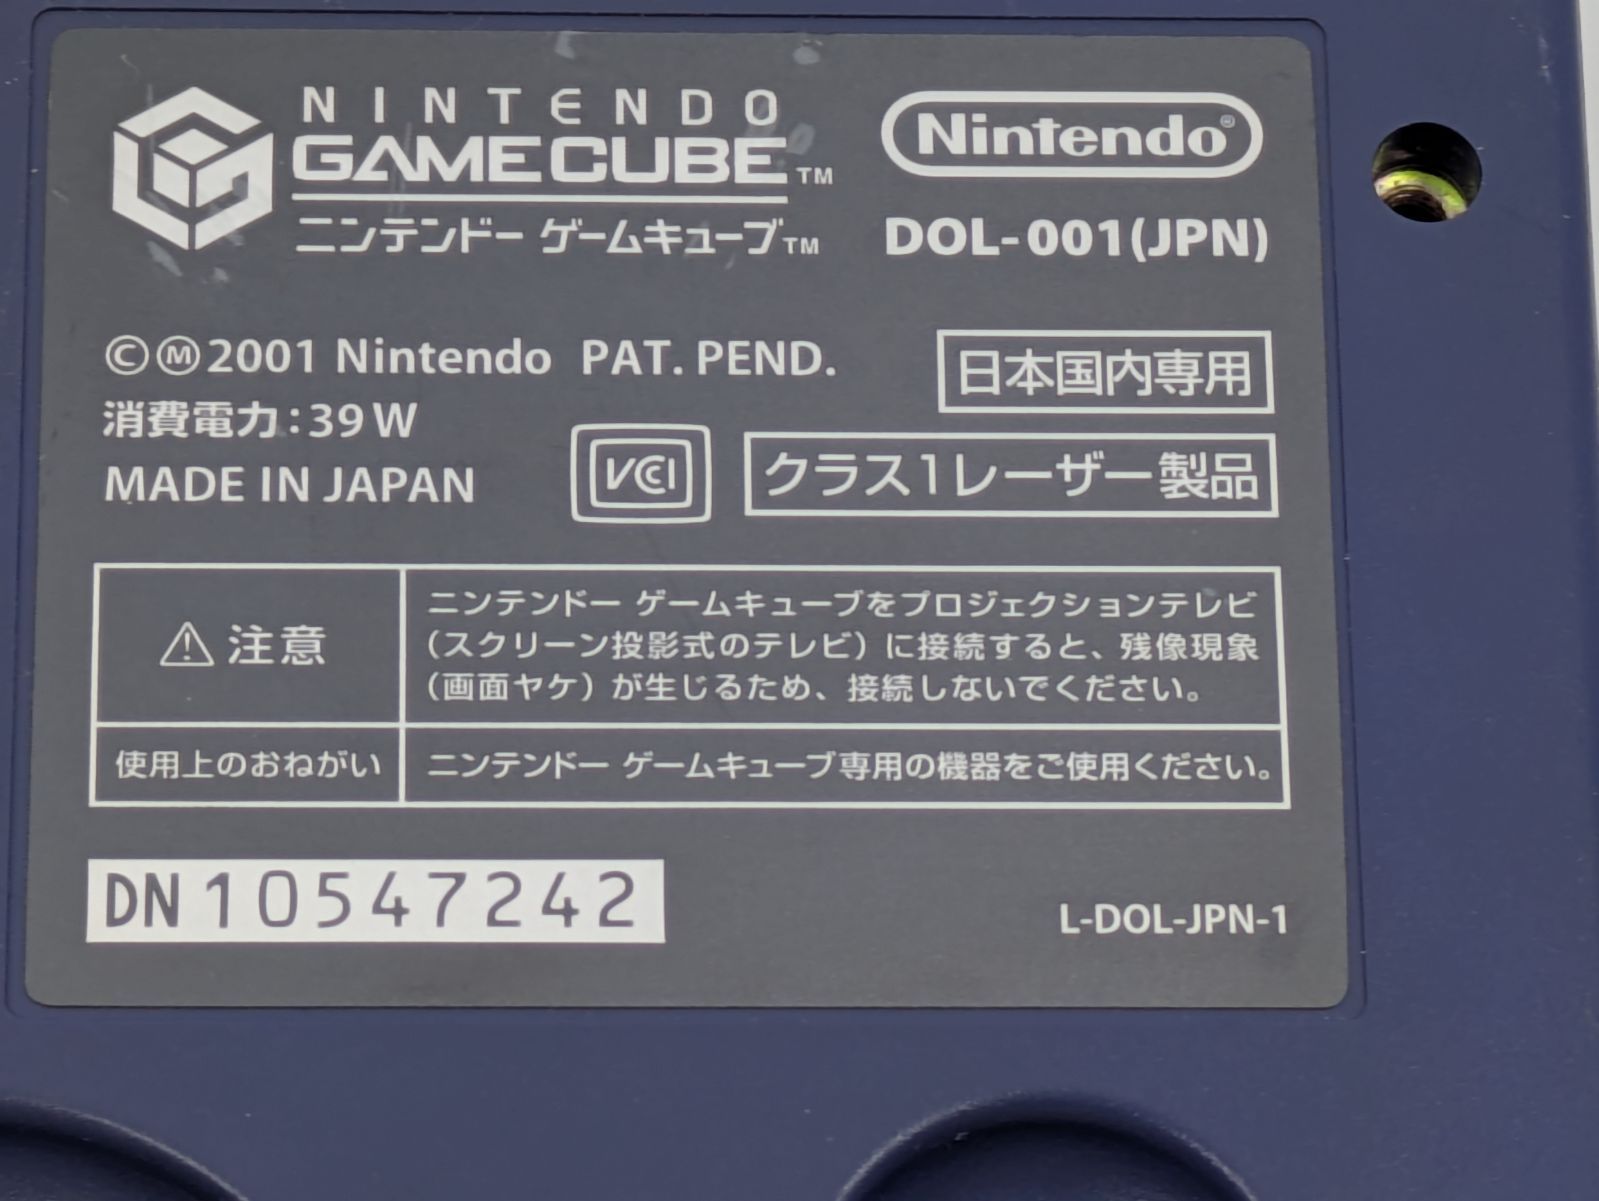 NINTENDO
GAMECUBE™
ニンテンドー ゲームキューブ™
Nintendo®
DOL-001(JPN)
©Ⓜ2001 Nintendo PAT. PEND.
消費電力:39W
MADE IN JAPAN
VCCI
日本国内専用
クラス1レーザー製品
⚠注意
ニンテンドー ゲームキューブをプロジェクションテレビ
(スクリーン投影式のテレビ)に接続すると、残像現象
(画面ヤケ)が生じるため、接続しないでください。
使用上のおねがい
ニンテンドー ゲームキューブ専用の機器をご使用ください。
DN10547242
L-DOL-JPN-1